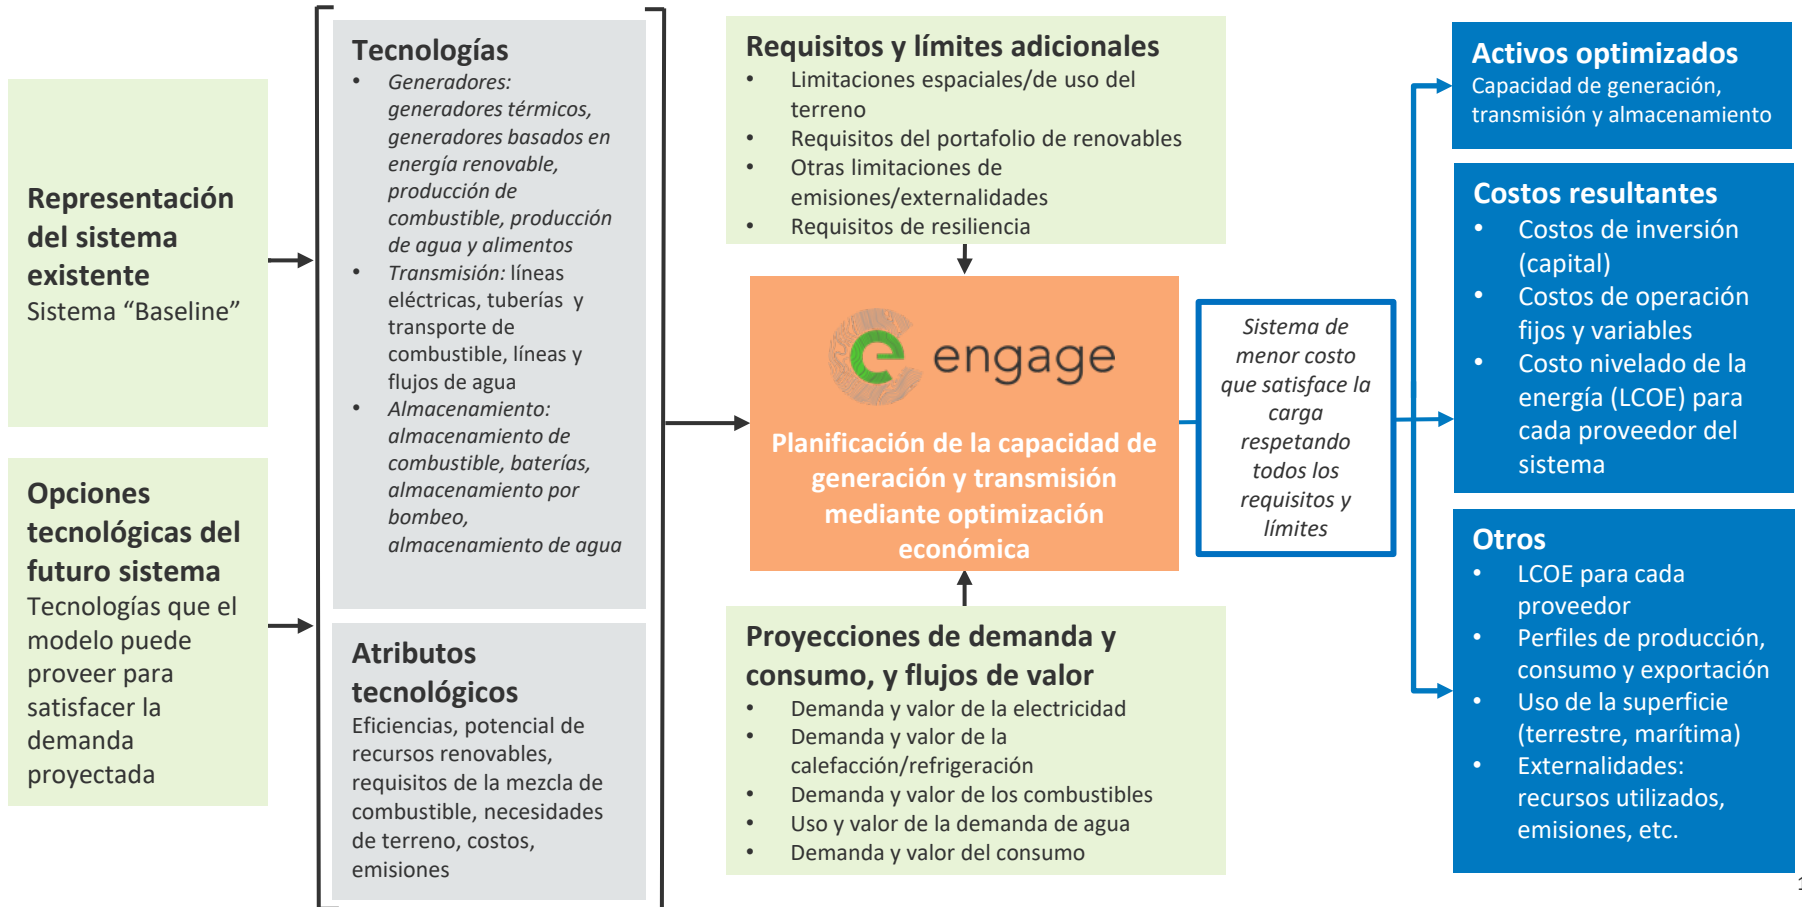 Representación
del sistema
existente
Sistema “Baseline”
Opciones
tecnológicas del
futuro sistema
Tecnologías que el
modelo puede
proveer para
satisfacer la
demanda
proyectada
Tecnologías
• Generadores:
generadores térmicos,
generadores basados en
energía renovable,
producción de
combustible, producción
de agua y alimentos
• Transmisión: líneas
eléctricas, tuberías y
transporte de
combustible, líneas y
flujos de agua
• Almacenamiento:
almacenamiento de
combustible, baterías,
almacenamiento por
bombeo,
almacenamiento de agua
Atributos
tecnológicos
Eficiencias, potencial de
recursos renovables,
requisitos de la mezcla de
combustible, necesidades
de terreno, costos,
emisiones
Requisitos y límites adicionales
• Limitaciones espaciales/de uso del
terreno
• Requisitos del portafolio de renovables
• Otras limitaciones de
emisiones/externalidades
• Requisitos de resiliencia
e engage
Planificación de la capacidad de
generación y transmisión
mediante optimización
económica
Proyecciones de demanda y
consumo, y flujos de valor
• Demanda y valor de la electricidad
• Demanda y valor de la
calefacción/refrigeración
• Demanda y valor de los combustibles
• Uso y valor de la demanda de agua
• Demanda y valor del consumo
Sistema de
menor costo
que satisface la
carga
respetando
todos los
requisitos y
límites
Activos optimizados
Capacidad de generación,
transmisión y almacenamiento
Costos resultantes
• Costos de inversión
(capital)
• Costos de operación
fijos y variables
• Costo nivelado de la
energía (LCOE) para
cada proveedor del
sistema
Otros
• LCOE para cada
proveedor
• Perfiles de producción,
consumo y exportación
• Uso de la superficie
(terrestre, marítima)
• Externalidades:
recursos utilizados,
emisiones, etc.
1